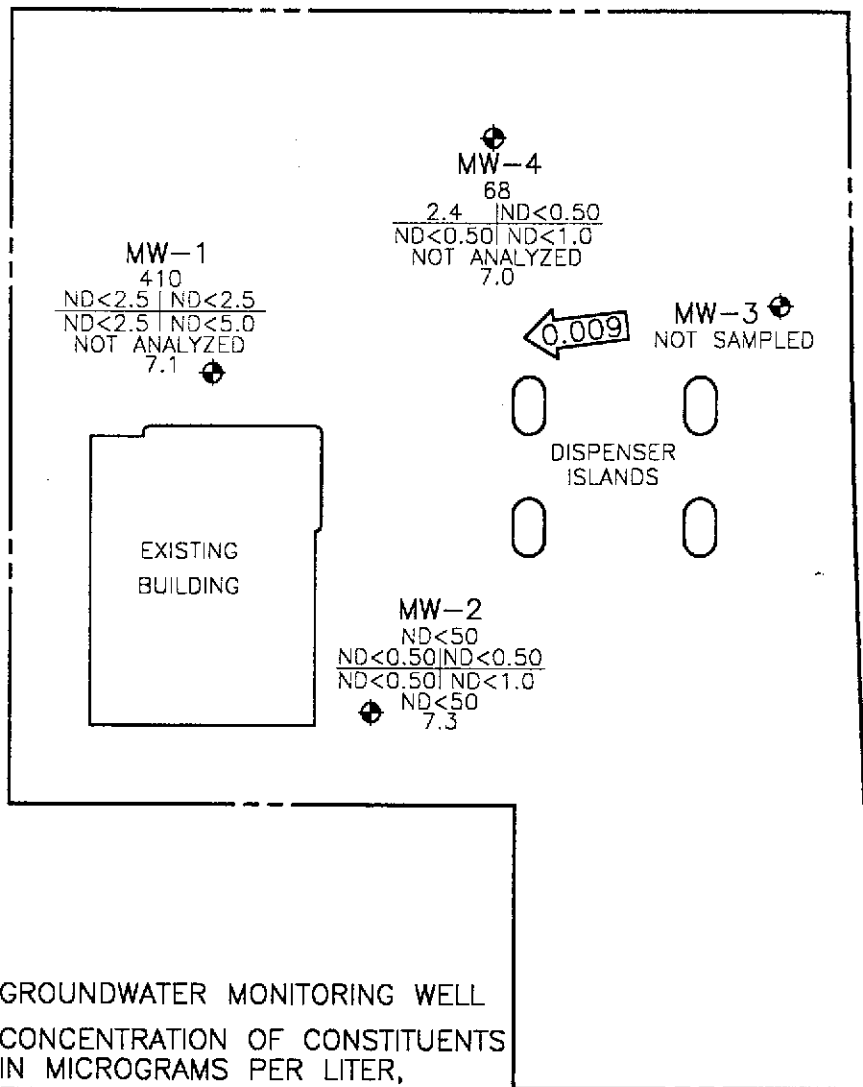 MW-4
68
2.4 | ND<0.50
ND<0.50 | ND<1.0
NOT ANALYZED
7.0
MW-1
410
ND<2.5 | ND<2.5
ND<2.5 | ND<5.0
NOT ANALYZED
7.1
0.009
MW-3
NOT SAMPLED
DISPENSER
ISLANDS
EXISTING
BUILDING
MW-2
ND<50
ND<0.50|ND<0.50
ND<0.50| ND<1.0
ND<50
7.3
GROUNDWATER MONITORING WELL
CONCENTRATION OF CONSTITUENTS
IN MICROGRAMS PER LITER,